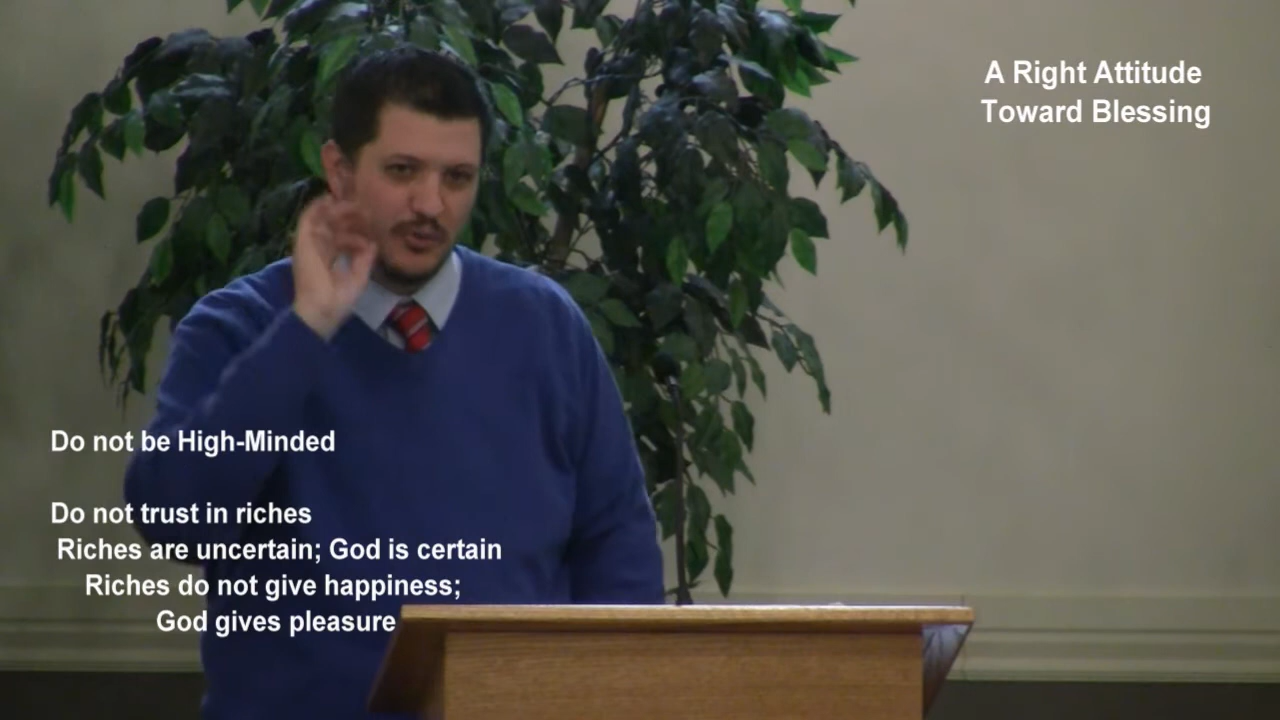 A Right Attitude
Toward Blessing
Do not be High-Minded
Do not trust in riches
Riches are uncertain; God is certain
Riches do not give happiness;
God gives pleasure